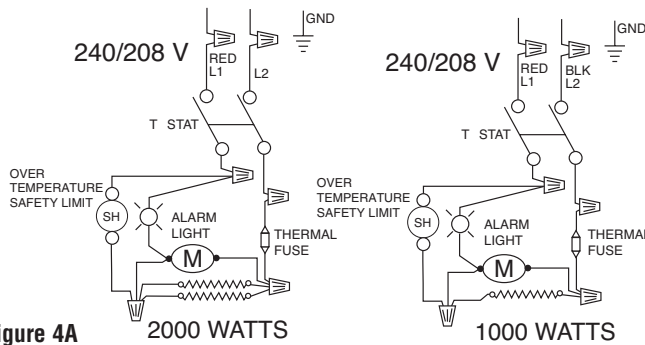 GND
240/208 V
RED
L1
L2
T STAT
OVER
TEMPERATURE
SAFETY LIMIT
SH
ALARM
LIGHT
THERMAL
FUSE
M
2000 WATTS
GND
240/208 V
RED
L1
BLK
L2
T STAT
OVER
TEMPERATURE
SAFETY LIMIT
SH
ALARM
LIGHT
THERMAL
FUSE
M
1000 WATTS
igure 4A